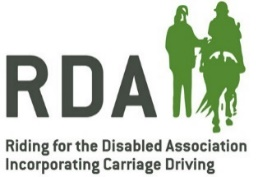 RDA
Riding for the Disabled Association
Incorporating Carriage Driving